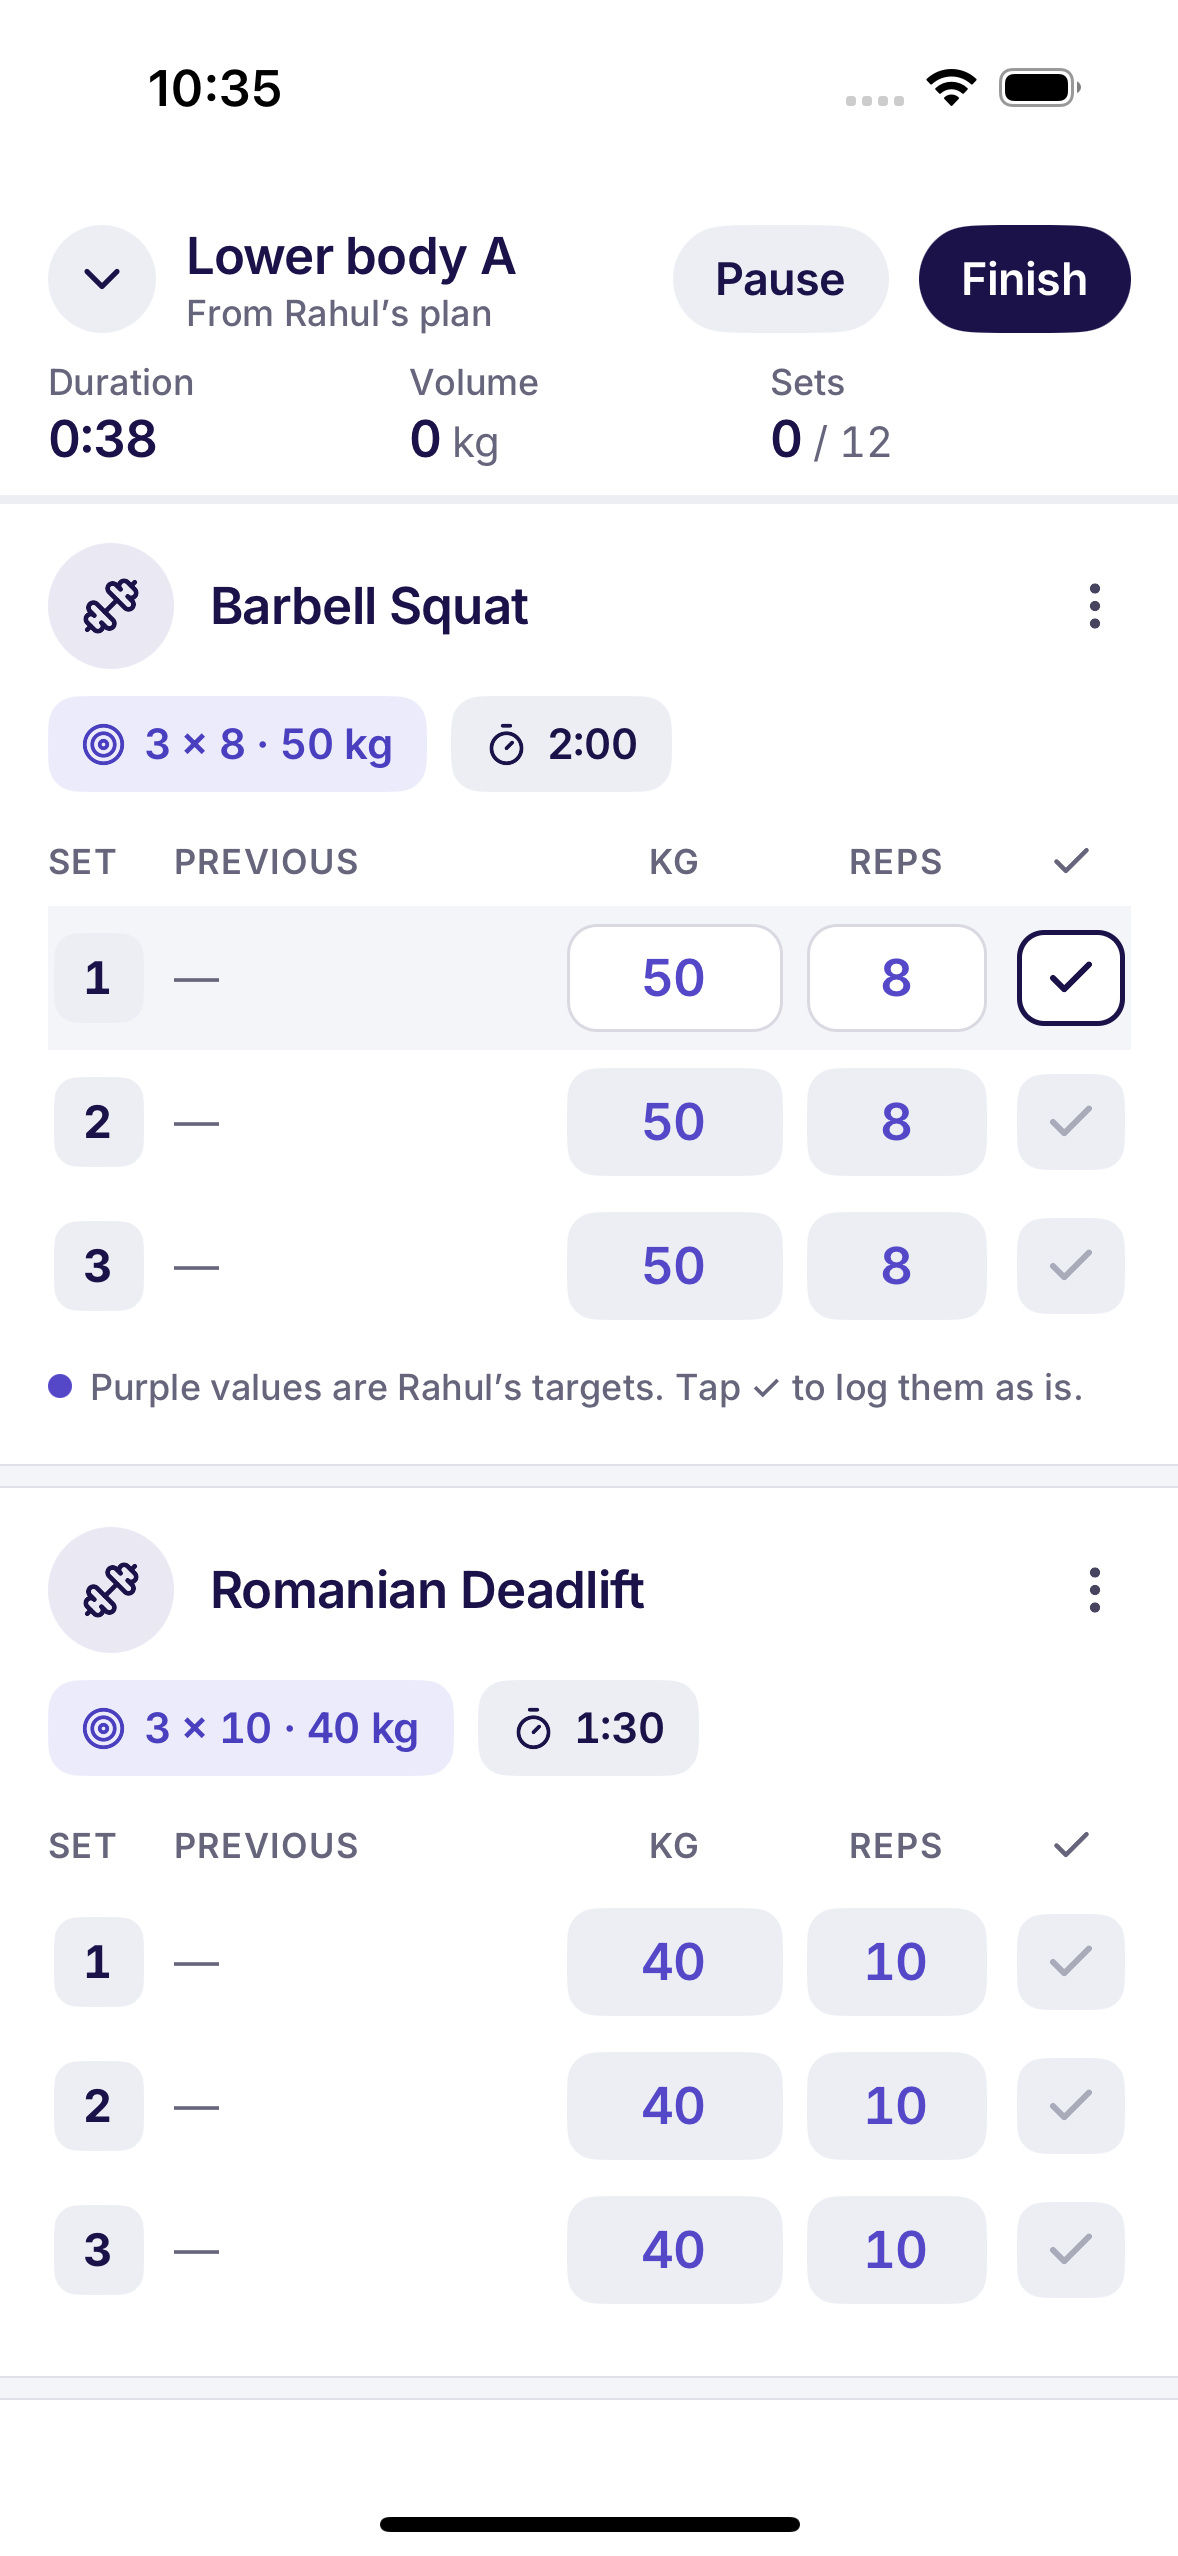 10:35
Lower body A
From Rahul’s plan
Pause
Finish
Duration
Volume
Sets
0:38
0 kg
0 / 12
Barbell Squat
3 × 8 · 50 kg
2:00
SET PREVIOUS KG REPS ✓
1 — 50 8 ✓
2 — 50 8 ✓
3 — 50 8 ✓
Purple values are Rahul’s targets. Tap ✓ to log them as is.
Romanian Deadlift
3 × 10 · 40 kg
1:30
SET PREVIOUS KG REPS ✓
1 — 40 10 ✓
2 — 40 10 ✓
3 — 40 10 ✓